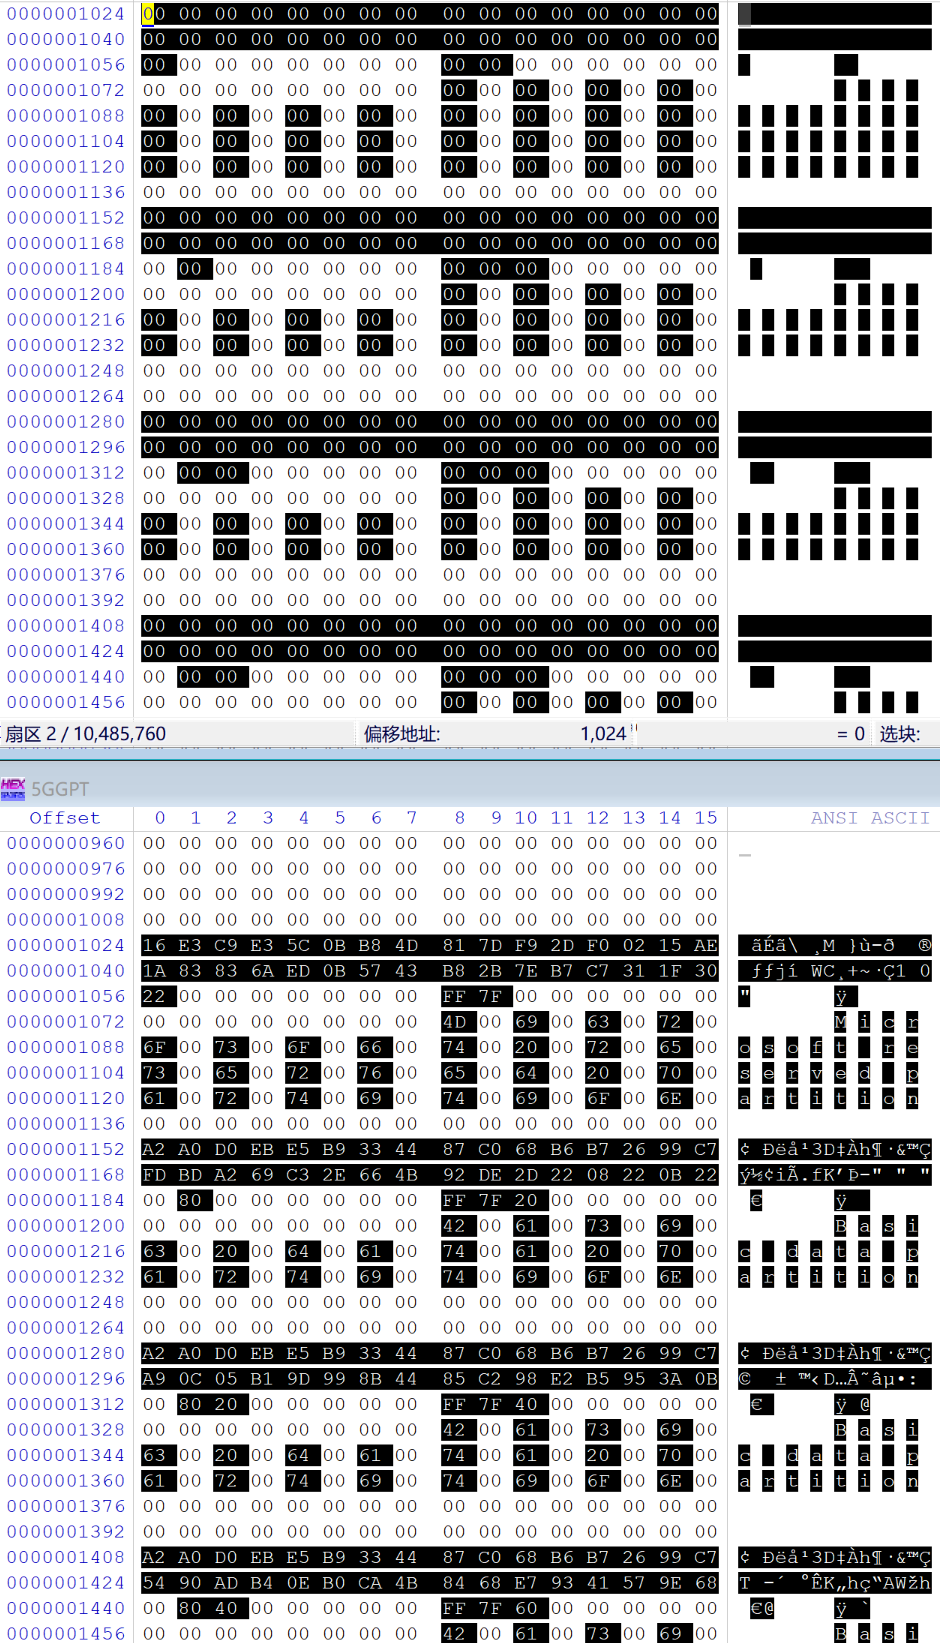 0000001024 00 00 00 00 00 00 00 00 00 00 00 00 00 00 00 00
0000001040 00 00 00 00 00 00 00 00 00 00 00 00 00 00 00 00
0000001056 00 00 00 00 00 00 00 00 00 00 00 00 00 00 00 00
0000001072 00 00 00 00 00 00 00 00 00 00 00 00 00 00 00 00
0000001088 00 00 00 00 00 00 00 00 00 00 00 00 00 00 00 00
0000001104 00 00 00 00 00 00 00 00 00 00 00 00 00 00 00 00
0000001120 00 00 00 00 00 00 00 00 00 00 00 00 00 00 00 00
0000001136 00 00 00 00 00 00 00 00 00 00 00 00 00 00 00 00
0000001152 00 00 00 00 00 00 00 00 00 00 00 00 00 00 00 00
0000001168 00 00 00 00 00 00 00 00 00 00 00 00 00 00 00 00
0000001184 00 00 00 00 00 00 00 00 00 00 00 00 00 00 00 00
0000001200 00 00 00 00 00 00 00 00 00 00 00 00 00 00 00 00
0000001216 00 00 00 00 00 00 00 00 00 00 00 00 00 00 00 00
0000001232 00 00 00 00 00 00 00 00 00 00 00 00 00 00 00 00
0000001248 00 00 00 00 00 00 00 00 00 00 00 00 00 00 00 00
0000001264 00 00 00 00 00 00 00 00 00 00 00 00 00 00 00 00
0000001280 00 00 00 00 00 00 00 00 00 00 00 00 00 00 00 00
0000001296 00 00 00 00 00 00 00 00 00 00 00 00 00 00 00 00
0000001312 00 00 00 00 00 00 00 00 00 00 00 00 00 00 00 00
0000001328 00 00 00 00 00 00 00 00 00 00 00 00 00 00 00 00
0000001344 00 00 00 00 00 00 00 00 00 00 00 00 00 00 00 00
0000001360 00 00 00 00 00 00 00 00 00 00 00 00 00 00 00 00
0000001376 00 00 00 00 00 00 00 00 00 00 00 00 00 00 00 00
0000001392 00 00 00 00 00 00 00 00 00 00 00 00 00 00 00 00
0000001408 00 00 00 00 00 00 00 00 00 00 00 00 00 00 00 00
0000001424 00 00 00 00 00 00 00 00 00 00 00 00 00 00 00 00
0000001440 00 00 00 00 00 00 00 00 00 00 00 00 00 00 00 00
0000001456 00 00 00 00 00 00 00 00 00 00 00 00 00 00 00 00
扇区 2 / 10,485,760 偏移地址: 1,024 = 0 选块:
HEX 5GGPT
Offset 0 1 2 3 4 5 6 7 8 9 10 11 12 13 14 15 ANSI ASCII
0000000960 00 00 00 00 00 00 00 00 00 00 00 00 00 00 00 00
0000000976 00 00 00 00 00 00 00 00 00 00 00 00 00 00 00 00
0000000992 00 00 00 00 00 00 00 00 00 00 00 00 00 00 00 00
0000001008 00 00 00 00 00 00 00 00 00 00 00 00 00 00 00 00
0000001024 16 E3 C9 E3 5C 0B B8 4D 81 7D F9 2D F0 02 15 AE ãÉã\ ¸M }ù-ð ®
0000001040 1A 83 83 6A ED 0B 57 43 B8 2B 7E B7 C7 31 1F 30 ƒƒjí WC¸+~·Ç1 0
0000001056 22 00 00 00 00 00 00 00 FF 7F 00 00 00 00 00 00 " ÿ
0000001072 00 00 00 00 00 00 00 00 4D 00 69 00 63 00 72 00 M i c r
0000001088 6F 00 73 00 6F 00 66 00 74 00 20 00 72 00 65 00 o s o f t r e
0000001104 73 00 65 00 72 00 76 00 65 00 64 00 20 00 70 00 s e r v e d p
0000001120 61 00 72 00 74 00 69 00 74 00 69 00 6F 00 6E 00 a r t i t i o n
0000001136 00 00 00 00 00 00 00 00 00 00 00 00 00 00 00 00
0000001152 A2 A0 D0 EB E5 B9 33 44 87 C0 68 B6 B7 26 99 C7 ¢ Ðëå¹3D‡Àh¶·&™Ç
0000001168 FD BD A2 69 C3 2E 66 4B 92 DE 2D 22 08 22 0B 22 ý½¢iÃ.fK’Þ-" " "
0000001184 00 80 00 00 00 00 00 00 FF 7F 20 00 00 00 00 00 € ÿ
0000001200 00 00 00 00 00 00 00 00 42 00 61 00 73 00 69 00 B a s i
0000001216 63 00 20 00 64 00 61 00 74 00 61 00 20 00 70 00 c d a t a p
0000001232 61 00 72 00 74 00 69 00 74 00 69 00 6F 00 6E 00 a r t i t i o n
0000001248 00 00 00 00 00 00 00 00 00 00 00 00 00 00 00 00
0000001264 00 00 00 00 00 00 00 00 00 00 00 00 00 00 00 00
0000001280 A2 A0 D0 EB E5 B9 33 44 87 C0 68 B6 B7 26 99 C7 ¢ Ðëå¹3D‡Àh¶·&™Ç
0000001296 A9 0C 05 B1 9D 99 8B 44 85 C2 98 E2 B5 95 3A 0B © ± ™‹D…Â˜âµ•:
0000001312 00 80 20 00 00 00 00 00 FF 7F 40 00 00 00 00 00 € ÿ @
0000001328 00 00 00 00 00 00 00 00 42 00 61 00 73 00 69 00 B a s i
0000001344 63 00 20 00 64 00 61 00 74 00 61 00 20 00 70 00 c d a t a p
0000001360 61 00 72 00 74 00 69 00 74 00 69 00 6F 00 6E 00 a r t i t i o n
0000001376 00 00 00 00 00 00 00 00 00 00 00 00 00 00 00 00
0000001392 00 00 00 00 00 00 00 00 00 00 00 00 00 00 00 00
0000001408 A2 A0 D0 EB E5 B9 33 44 87 C0 68 B6 B7 26 99 C7 ¢ Ðëå¹3D‡Àh¶·&™Ç
0000001424 54 90 AD B4 0E B0 CA 4B 84 68 E7 93 41 57 9E 68 T -´ °ÊK„hç“AWžh
0000001440 00 80 40 00 00 00 00 00 FF 7F 60 00 00 00 00 00 €@ ÿ `
0000001456 00 00 00 00 00 00 00 00 42 00 61 00 73 00 69 00 B a s i